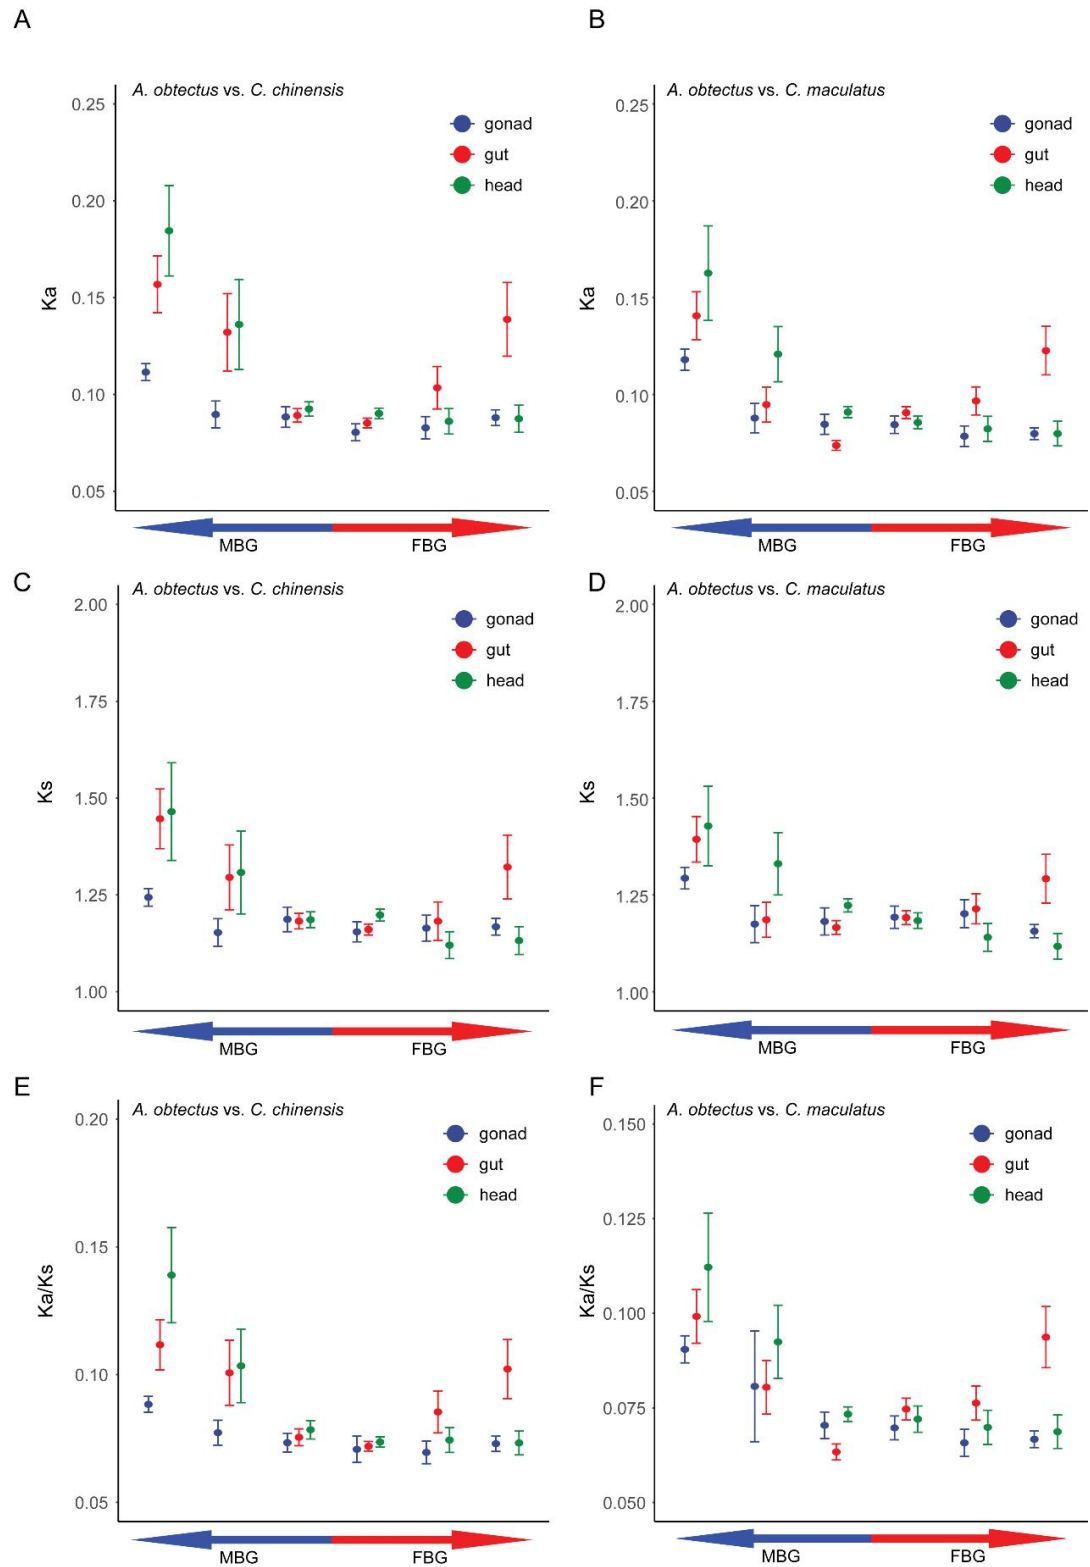 A
B
A. obtectus vs. C. chinensis
A. obtectus vs. C. maculatus
0.25
0.20
0.15
0.10
0.05
Ka
gonad
gut
head
MBG
FBG
0.25
0.20
0.15
0.10
0.05
Ka
gonad
gut
head
MBG
FBG
C
D
A. obtectus vs. C. chinensis
A. obtectus vs. C. maculatus
2.00
1.75
1.50
1.25
1.00
Ks
gonad
gut
head
MBG
FBG
2.00
1.75
1.50
1.25
1.00
Ks
gonad
gut
head
MBG
FBG
E
F
A. obtectus vs. C. chinensis
A. obtectus vs. C. maculatus
0.20
0.15
0.10
0.05
Ka/Ks
gonad
gut
head
MBG
FBG
0.150
0.125
0.100
0.075
0.050
Ka/Ks
gonad
gut
head
MBG
FBG